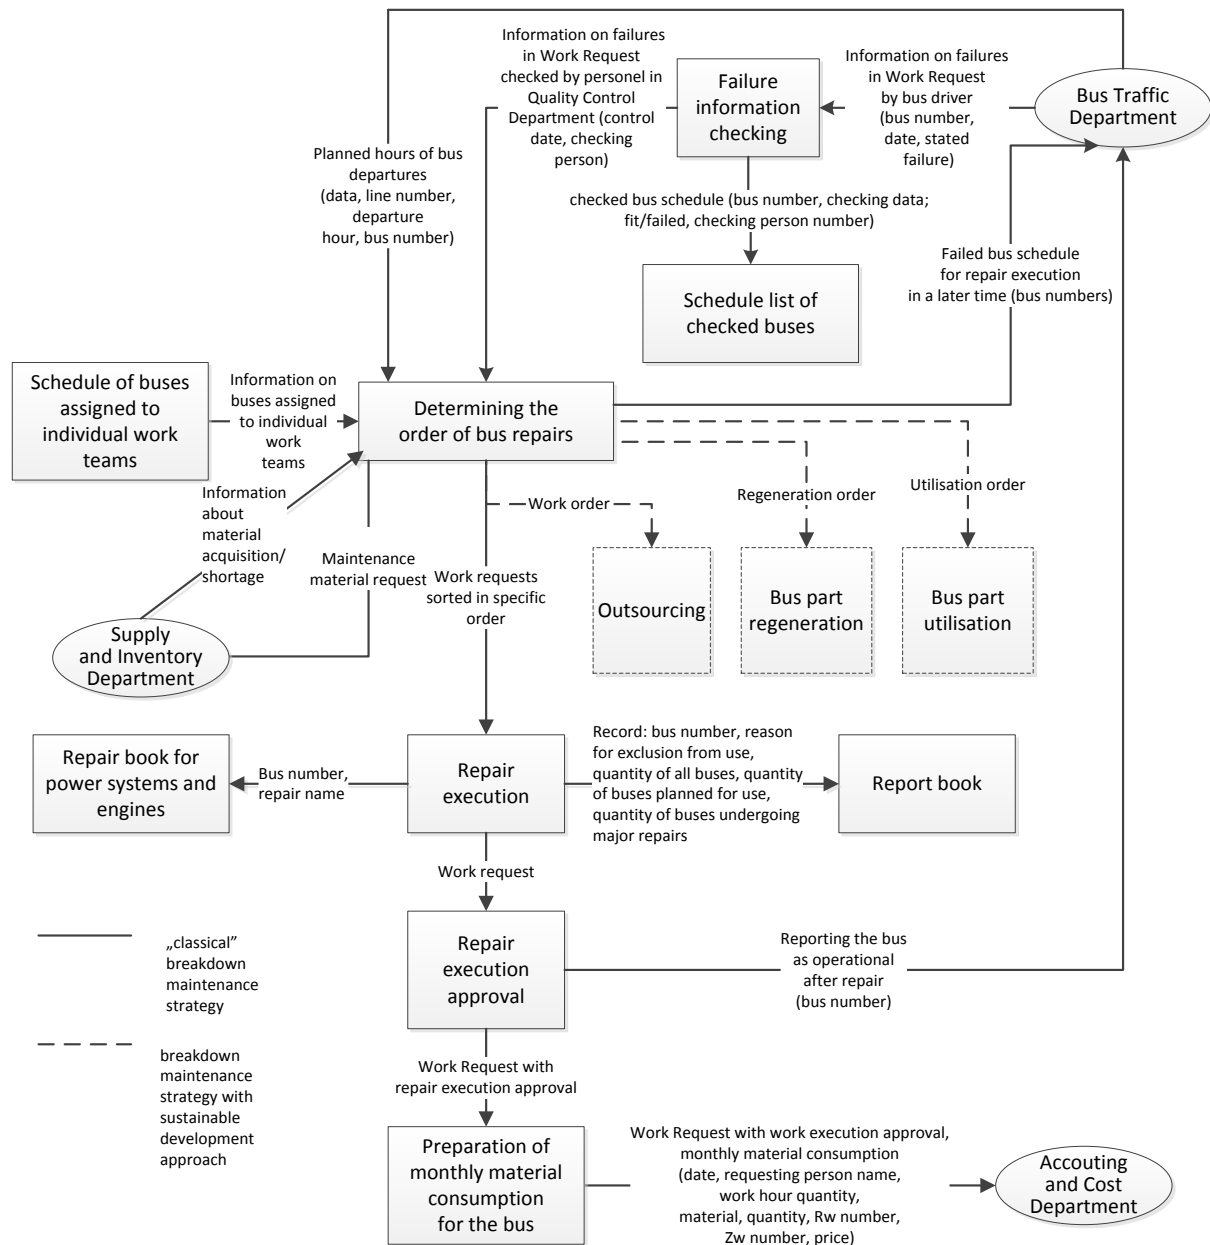 Information on failures
in Work Request
checked by personel in
Quality Control
Department (control
date, checking
person)
Failure
information
checking
Information on failures
in Work Request
by bus driver
(bus number,
date, stated
failure)
Bus Traffic
Department
Planned hours of bus
departures
(data, line number,
departure
hour, bus number)
checked bus schedule (bus number, checking data;
fit/failed, checking person number)
Failed bus schedule
for repair execution
in a later time (bus numbers)
Schedule list of
checked buses
Schedule of buses
assigned to
individual work
teams
Information on
buses assigned
to individual
work
teams
Determining the
order of bus repairs
Information
about
material
acquisition/
shortage
Maintenance
material request
Work requests
sorted in specific
order
Work order
Regeneration order
Utilisation order
Outsourcing
Bus part
regeneration
Bus part
utilisation
Supply
and Inventory
Department
Repair book for
power systems and
engines
Bus number,
repair name
Repair
execution
Record: bus number, reason
for exclusion from use,
quantity of all buses, quantity
of buses planned for use,
quantity of buses undergoing
major repairs
Report book
Work request
Repair
execution
approval
Reporting the bus
as operational
after repair
(bus number)
„classical”
breakdown
maintenance
strategy
breakdown
maintenance
strategy with
sustainable
development
approach
Work Request with
repair execution approval
Preparation of
monthly material
consumption
for the bus
Work Request with work execution approval,
monthly material consumption
(date, requesting person name,
work hour quantity,
material, quantity, Rw number,
Zw number, price)
Accouting
and Cost
Department